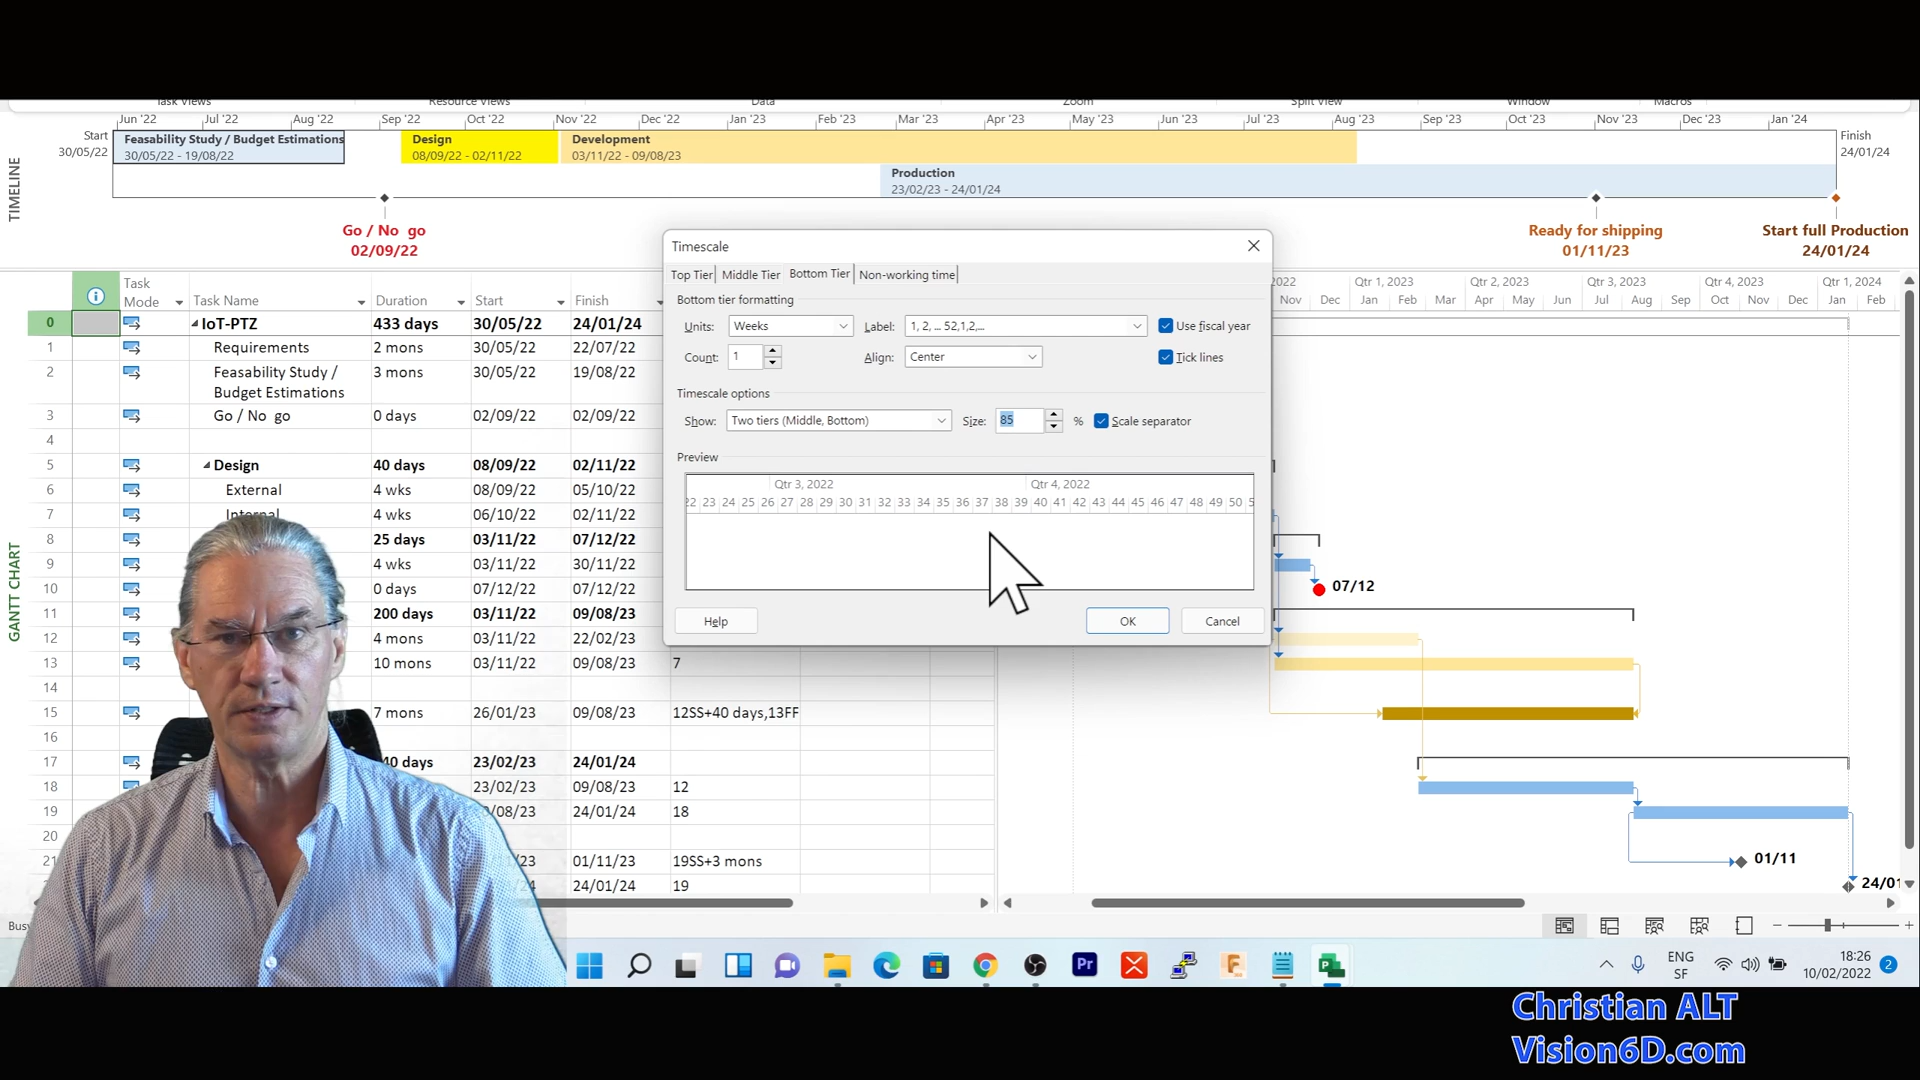 Task Views Resource Views Data Zoom Split View Window Macros
Jun '22 Jul '22 Aug '22 Sep '22 Oct '22 Nov '22 Dec '22 Jan '23 Feb '23 Mar '23 Apr '23 May '23 Jun '23 Jul '23 Aug '23 Sep '23 Oct '23 Nov '23 Dec '23 Jan '24
Start
30/05/22
Feasability Study / Budget Estimations
30/05/22 - 19/08/22
Design
08/09/22 - 02/11/22
Development
03/11/22 - 09/08/23
Finish
24/01/24
Production
23/02/23 - 24/01/24
TIMELINE
Go / No go
02/09/22
Ready for shipping
01/11/23
Start full Production
24/01/24
Timescale
Top Tier Middle Tier Bottom Tier Non-working time
Bottom tier formatting
Units: Weeks Label: 1, 2, ... 52,1,2,... Use fiscal year
Count: 1 Align: Center Tick lines
Timescale options
Show: Two tiers (Middle, Bottom) Size: 85 % Scale separator
Preview
Qtr 3, 2022 Qtr 4, 2022
22 23 24 25 26 27 28 29 30 31 32 33 34 35 36 37 38 39 40 41 42 43 44 45 46 47 48 49 50 5
Help OK Cancel
2022 Qtr 1, 2023 Qtr 2, 2023 Qtr 3, 2023 Qtr 4, 2023 Qtr 1, 2024
Nov Dec Jan Feb Mar Apr May Jun Jul Aug Sep Oct Nov Dec Jan Feb
Task Mode Task Name Duration Start Finish
0 IoT-PTZ 433 days 30/05/22 24/01/24
1 Requirements 2 mons 30/05/22 22/07/22
2 Feasability Study / 3 mons 30/05/22 19/08/22
Budget Estimations
3 Go / No go 0 days 02/09/22 02/09/22
4
5 Design 40 days 08/09/22 02/11/22
6 External 4 wks 08/09/22 05/10/22
7 Internal 4 wks 06/10/22 02/11/22
8 25 days 03/11/22 07/12/22
9 4 wks 03/11/22 30/11/22
10 0 days 07/12/22 07/12/22
11 200 days 03/11/22 09/08/23
12 4 mons 03/11/22 22/02/23
13 10 mons 03/11/22 09/08/23 7
14
15 7 mons 26/01/23 09/08/23 12SS+40 days,13FF
16
17 40 days 23/02/23 24/01/24
18 23/02/23 09/08/23 12
19 /08/23 24/01/24 18
20
21 /23 01/11/23 19SS+3 mons
/24 24/01/24 19
GANTT CHART
07/12
01/11
24/01
Busy
ENG
SF
18:26
10/02/2022
2
Pr
Christian ALT
Vision6D.com